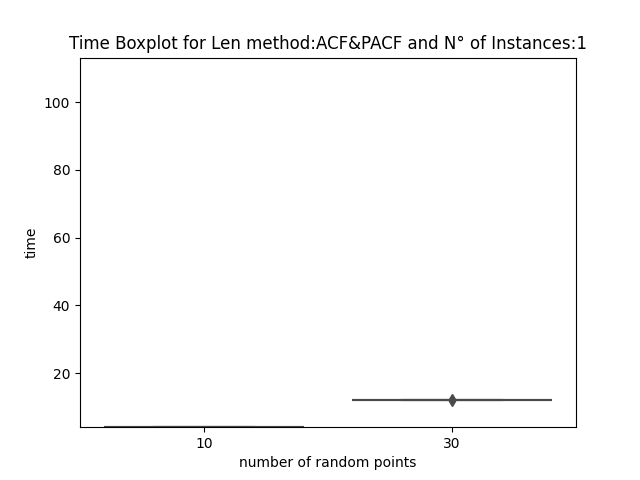 Time Boxplot for Len method:ACF&PACF and N° of Instances:1
100
80
60
40
20
time
10 30
number of random points